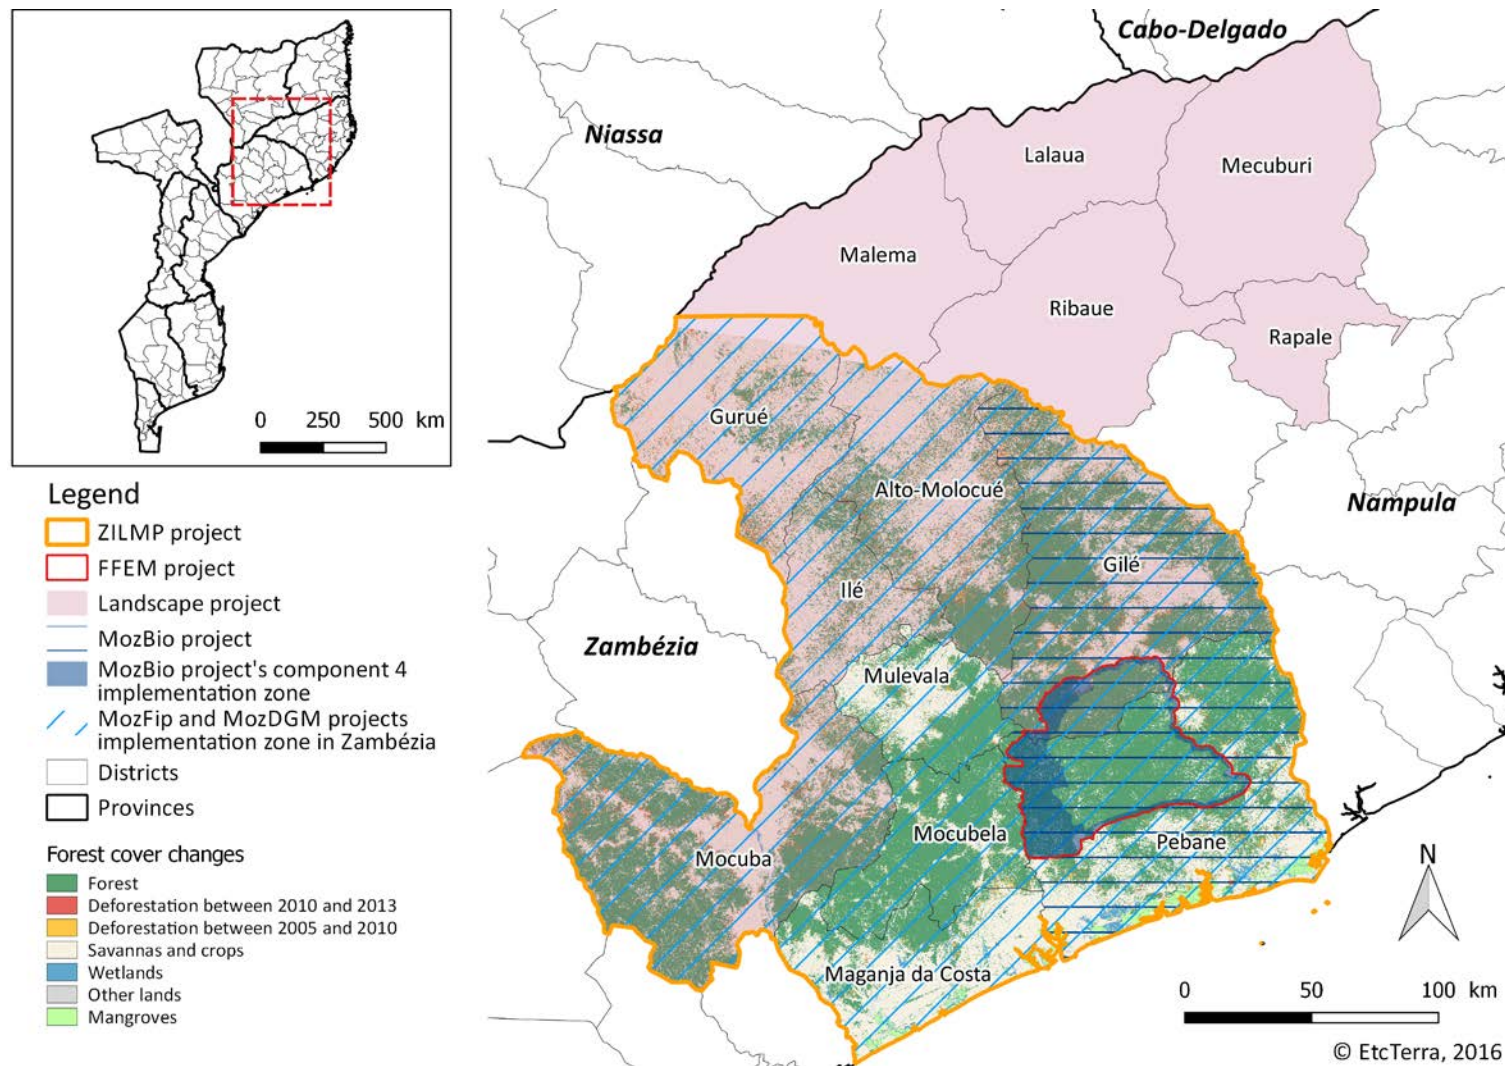 0 250 500 km
Legend
ZILMP project
FFEM project
Landscape project
MozBio project
MozBio project's component 4
implementation zone
MozFip and MozDGM projects
implementation zone in Zambézia
Districts
Provinces
Forest cover changes
Forest
Deforestation between 2010 and 2013
Deforestation between 2005 and 2010
Savannas and crops
Wetlands
Other lands
Mangroves
Cabo-Delgado
Niassa
Lalaua
Mecuburi
Malema
Ribaue
Rapale
Gurué
Alto-Molocué
Nampula
Gilé
Ilé
Zambézia
Mulevala
Mocubela
Pebane
Mocuba
Maganja da Costa
N
0 50 100 km
© EtcTerra, 2016